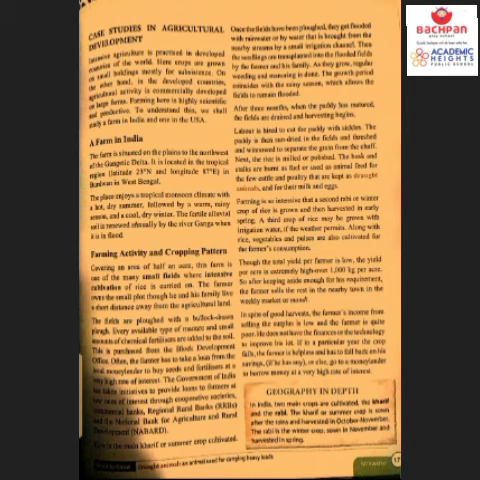 CASE STUDIES IN AGRICULTURAL
DEVELOPMENT
Intensive agriculture is practised in developed
countries of the world. Here crops are grown
on small holdings merely for subsistence. On
the other hand, in the developed countries,
agricultural activity is commercially developed
on large farms. Farming here is highly scientific
and productive. To understand this, we shall
study a farm in India and one in the USA.
A Farm in India
The farm is situated on the plains to the northwest
of the Gangetic Delta. It is located in the tropical
region (latitude 23°N and longitude 87°E) in
Burdwan in West Bengal.
The place enjoys a tropical monsoon climate with
a hot, dry summer, followed by a warm, rainy
season, and a cool, dry winter. The fertile alluvial
soil is renewed annually by the river Ganga when
it is in flood.
Farming Activity and Cropping Pattern
Covering an area of half an acre, this farm is
one of the many small fields where intensive
cultivation of rice is carried on. The farmer
owns the small plot though he and his family live
a short distance away from the agricultural land.
The fields are ploughed with a bullock-drawn
plough. Every available type of manure and small
amounts of chemical fertilisers are added to the soil.
This is purchased from the Block Development
Office. Often, the farmer has to take a loan from the
local moneylender to buy seeds and fertilisers at a
very high rate of interest. The Government of India
has taken initiatives to provide loans to farmers at
low rates of interest through cooperative societies,
commercial banks, Regional Rural Banks (RRBs)
and the National Bank for Agriculture and Rural
Development (NABARD).
Rice is the main kharif or summer crop cultivated.
Once the fields have been ploughed, they get flooded
with rainwater or by water that is brought from the
nearby streams by a small irrigation channel. Then
the seedlings are transplanted into the flooded fields
by the farmer and his family. As they grow, regular
weeding and manuring is done. The growth period
coincides with the rainy season, which allows the
fields to remain flooded.
After three months, when the paddy has matured,
the fields are drained and harvesting begins.
Labour is hired to cut the paddy with sickles. The
paddy is then sun-dried in the fields and threshed
and winnowed to separate the grain from the chaff.
Next, the rice is milled or polished. The husk and
stalks are burnt as fuel or used as animal feed for
the few cattle and poultry that are kept as draught
animals, and for their milk and eggs.
Farming is so intensive that a second rabi or winter
crop of rice is grown and then harvested in early
spring. A third crop of rice may be grown with
irrigation water, if the weather permits. Along with
rice, vegetables and pulses are also cultivated for
the farmer's consumption.
Though the total yield per farmer is low, the yield
per acre is extremely high-over 1,000 kg per acre.
So after keeping aside enough for his requirement,
the farmer sells the rest in the nearby town in the
weekly market or mandi.
In spite of good harvests, the farmer's income from
selling the surplus is low and the farmer is quite
poor. He does not have the finances or the technology
to improve his lot. If in a particular year the crop
fails, the farmer is helpless and has to fall back on his
savings, (if he has any), or else, go to a moneylender
to borrow money at a very high rate of interest.
GEOGRAPHY IN DEPTH
In India, two main crops are cultivated, the kharif
and the rabi. The kharif or summer crop is sown
after the rains and harvested in October-November.
The rabi is the winter crop, sown in November and
harvested in spring.
draught animal: an animal used for carrying heavy loads
17
BACHPAN
play school
ACADEMIC
HEIGHTS
PUBLIC SCHOOL